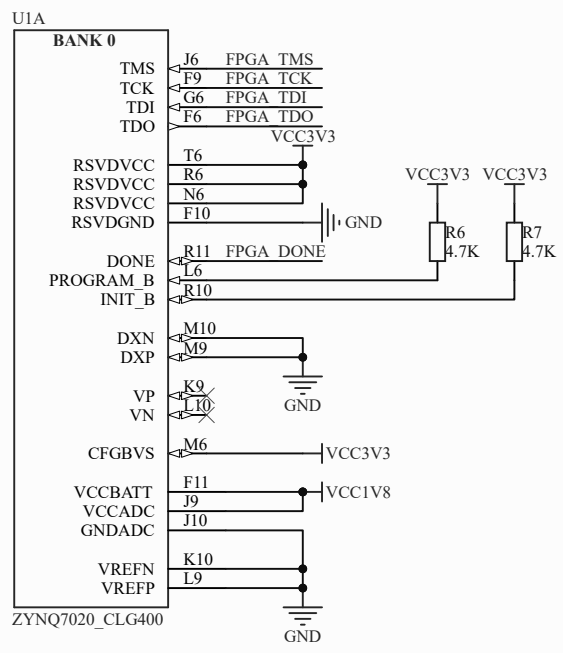 U1A
BANK 0
TMS J6 FPGA_TMS
TCK F9 FPGA_TCK
TDI G6 FPGA_TDI
TDO F6 FPGA_TDO
VCC3V3
RSVDVCC T6
RSVDVCC R6 VCC3V3 VCC3V3
RSVDVCC N6
RSVDGND F10 GND
R6 R7
4.7K 4.7K
DONE R11 FPGA_DONE
PROGRAM_B L6
INIT_B R10
DXN M10
DXP M9
VP K9
VN L10 GND
CFGBVS M6 VCC3V3
VCCBATT F11 VCC1V8
VCCADC J9
GNDADC J10
VREFN K10
VREFP L9
ZYNQ7020_CLG400
GND